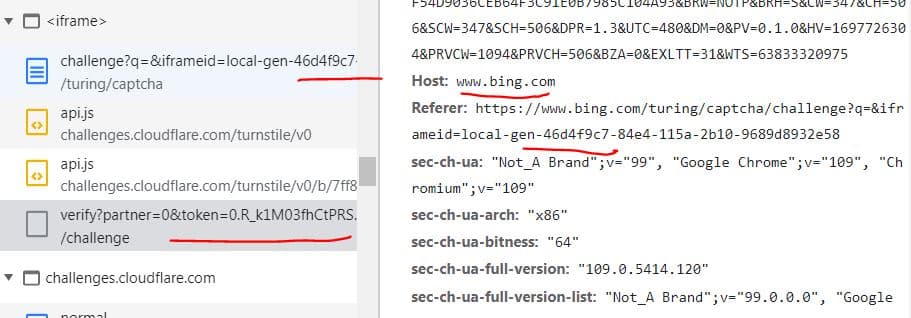 <iframe>
challenge?q=&iframeid=local-gen-46d4f9c7-
/turing/captcha
api.js
challenges.cloudflare.com/turnstile/v0
api.js
challenges.cloudflare.com/turnstile/v0/b/7ff8
verify?partner=0&token=0.R_k1M03fhCtPRS.
/challenge
challenges.cloudflare.com
normal
F54D9036CEB64F3C91E0B7985C104A93&BRW=NOTP&BRH=S&CW=347&CH=50
6&SCW=347&SCH=506&DPR=1.3&UTC=480&DM=0&PV=0.1.0&HV=169772630
4&PRVCW=1094&PRVCH=506&BZA=0&EXLTT=31&WTS=63833320975
Host: www.bing.com
Referer: https://www.bing.com/turing/captcha/challenge?q=&ifr
ameid=local-gen-46d4f9c7-84e4-115a-2b10-9689d8932e58
sec-ch-ua: "Not_A Brand";v="99", "Google Chrome";v="109", "Ch
romium";v="109"
sec-ch-ua-arch: "x86"
sec-ch-ua-bitness: "64"
sec-ch-ua-full-version: "109.0.5414.120"
sec-ch-ua-full-version-list: "Not_A Brand";v="99.0.0.0", "Google